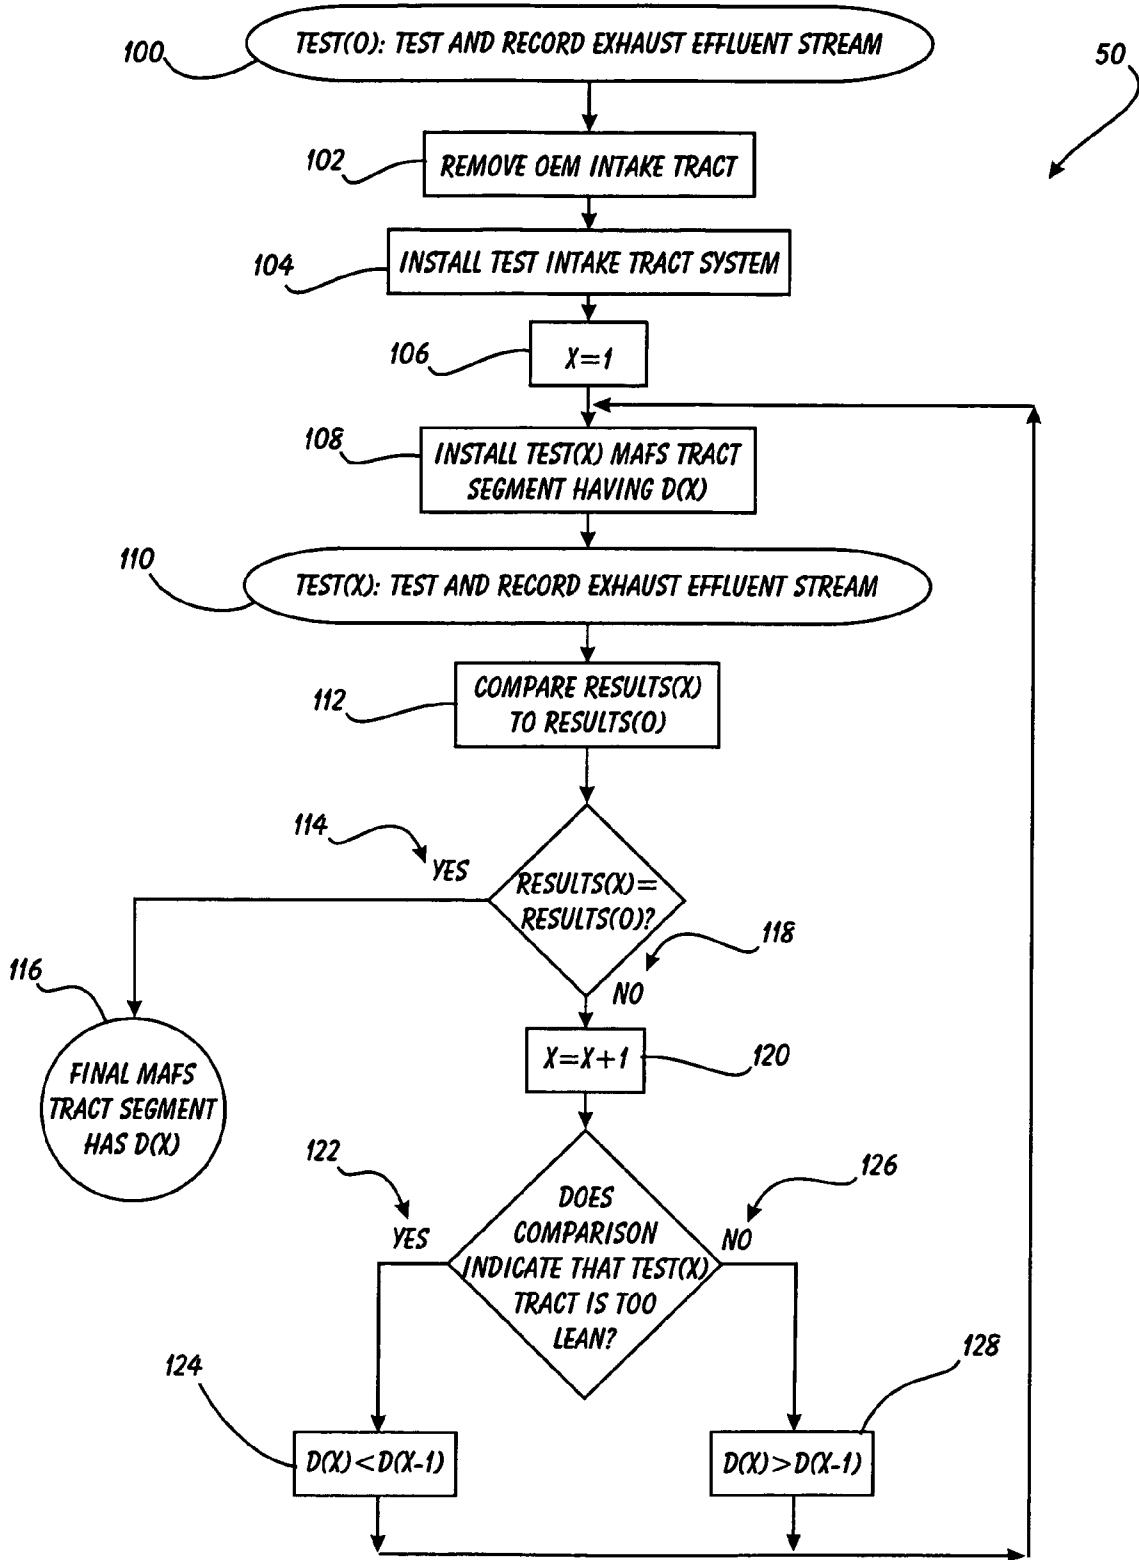 TEST(0): TEST AND RECORD EXHAUST EFFLUENT STREAM
100
50
REMOVE OEM INTAKE TRACT
102
INSTALL TEST INTAKE TRACT SYSTEM
104
X=1
106
108
INSTALL TEST(X) MAFS TRACT
SEGMENT HAVING D(X)
110
TEST(X): TEST AND RECORD EXHAUST EFFLUENT STREAM
COMPARE RESULTS(X)
TO RESULTS(0)
112
114
YES
RESULTS(X)=
RESULTS(0)?
118
NO
116
FINAL MAFS
TRACT SEGMENT
HAS D(X)
X=X+1
120
122
YES
126
NO
DOES
COMPARISON
INDICATE THAT TEST(X)
TRACT IS TOO
LEAN?
124
D(X)<D(X-1)
128
D(X)>D(X-1)